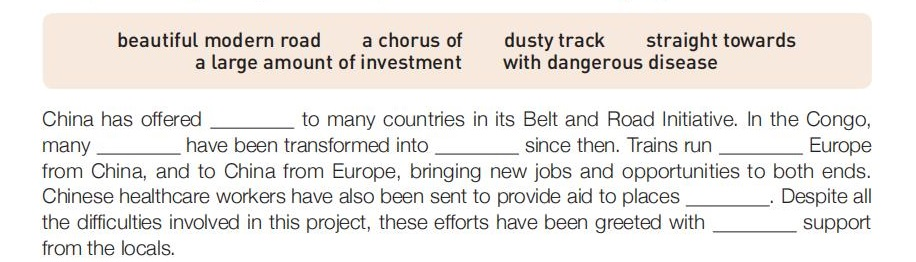 beautiful modern road a chorus of dusty track straight towards
a large amount of investment with dangerous disease
China has offered ________ to many countries in its Belt and Road Initiative. In the Congo,
many ________ have been transformed into ________ since then. Trains run ________ Europe
from China, and to China from Europe, bringing new jobs and opportunities to both ends.
Chinese healthcare workers have also been sent to provide aid to places ________. Despite all
the difficulties involved in this project, these efforts have been greeted with ________ support
from the locals.